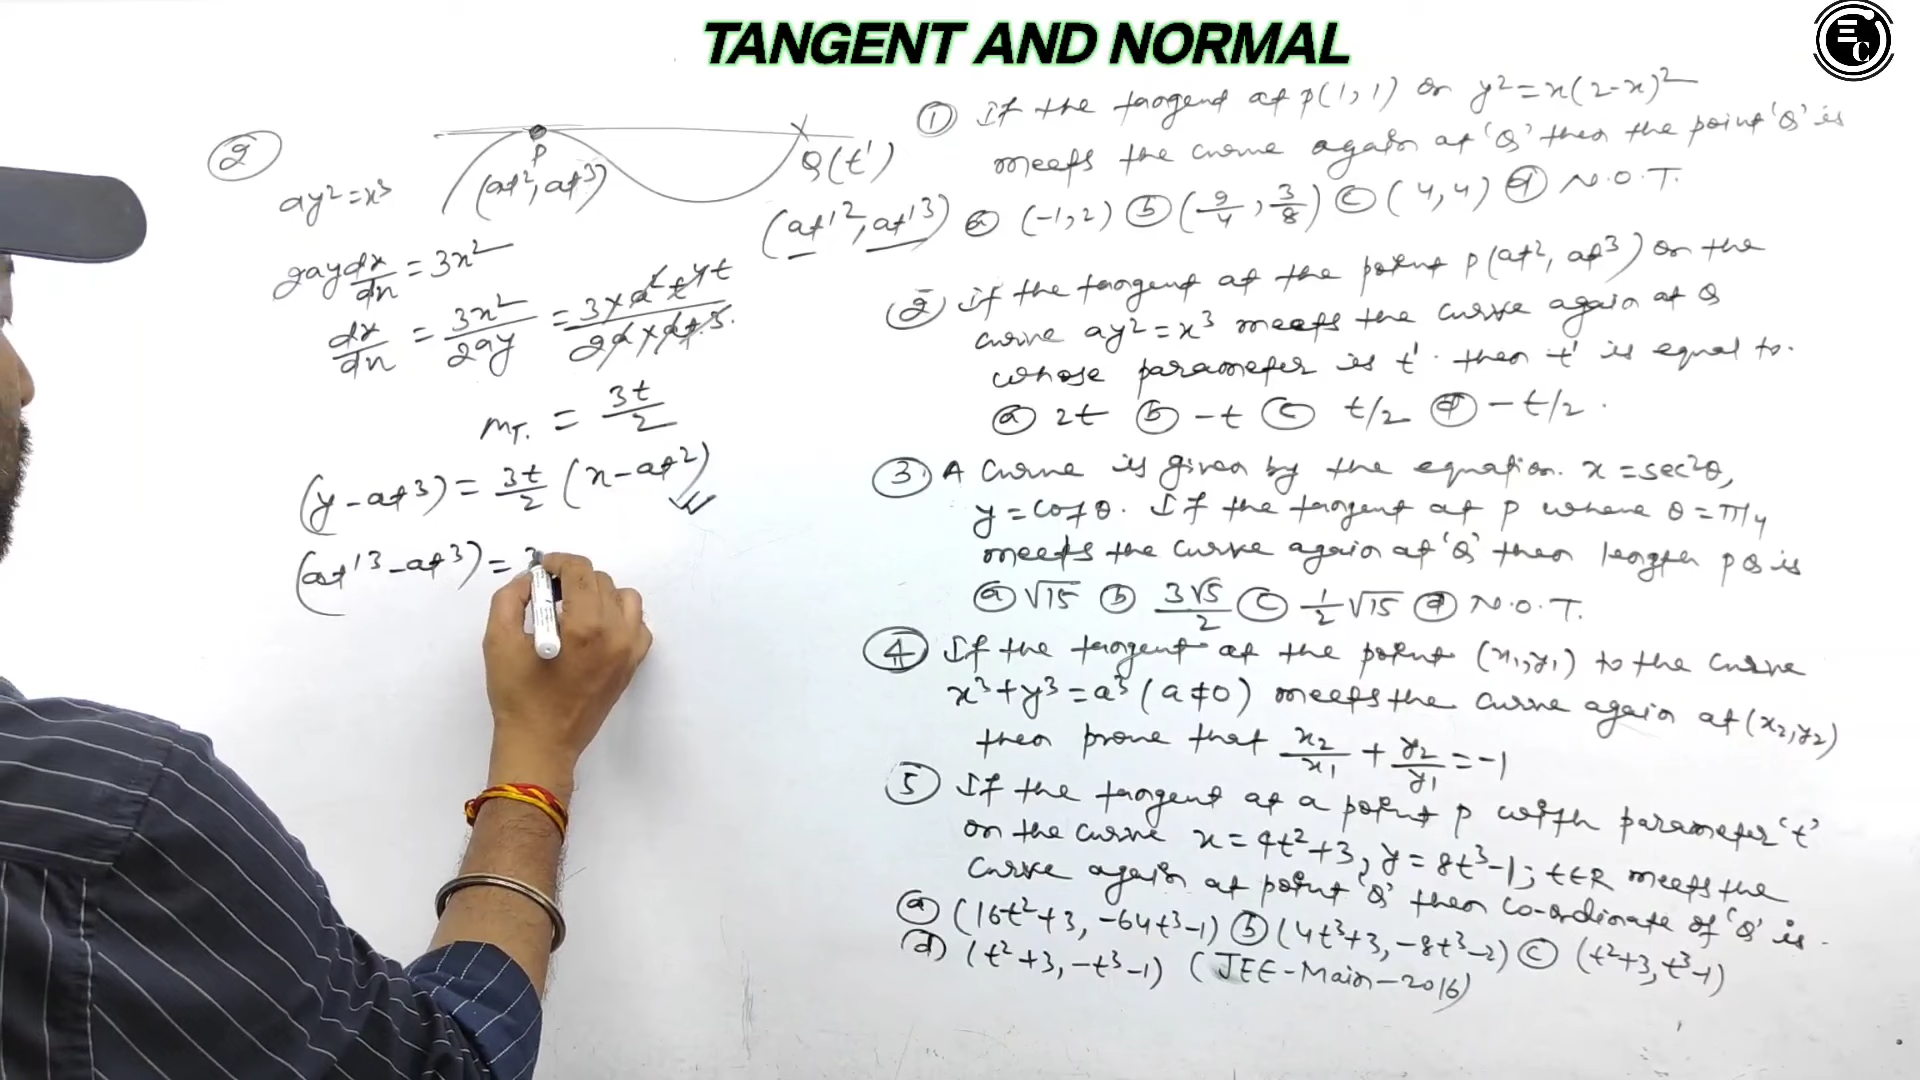 TANGENT AND NORMAL
EC
② 
ay² = x³
P
(at², at³)
Q(t')
(at'², at'³)
2ay dy/dx = 3x²
dy/dx = 3x²/2ay = 3×a²t⁴t/2a×at³.
m_T. = 3t/2
(y - at³) = 3t/2 (x - at²)
(at'³ - at³) = 3
① If the tangent at P(1,1) on y² = x(2-x)²
meets the curve again at 'Q' then the point 'Q' is
ⓐ (-1,2) ⓑ (9/4, 3/8) ⓒ (4,4) ⓓ N.O.T.
② If the tangent at the point P(at², at³) on the
curve ay² = x³ meets the curve again at Q
whose parameter is t'. then t' is equal to.
ⓐ 2t ⓑ -t ⓒ t/2 ⓓ -t/2.
③ A curve is given by the equation. x = sec²θ,
y = cotθ. If the tangent at P where θ = π/4
meets the curve again at 'Q' then length PQ is
ⓐ √15 ⓑ 3√5/2 ⓒ 1/2 √15 ⓓ N.O.T.
④ If the tangent at the point (x₁,y₁) to the curve
x³ + y³ = a³ (a ≠ 0) meets the curve again at (x₂,y₂)
then prove that x₂/x₁ + y₂/y₁ = -1
⑤ If the tangent at a point P with parameter 't'
on the curve x = 4t²+3, y = 8t³-1; t∈R meets the
curve again at point 'Q' then co-ordinate of 'Q' is.
ⓐ (16t²+3, -64t³-1) ⓑ (4t³+3, -8t³-2) ⓒ (t²+3, t³-1)
ⓓ (t²+3, -t³-1) (JEE-Main-2016)